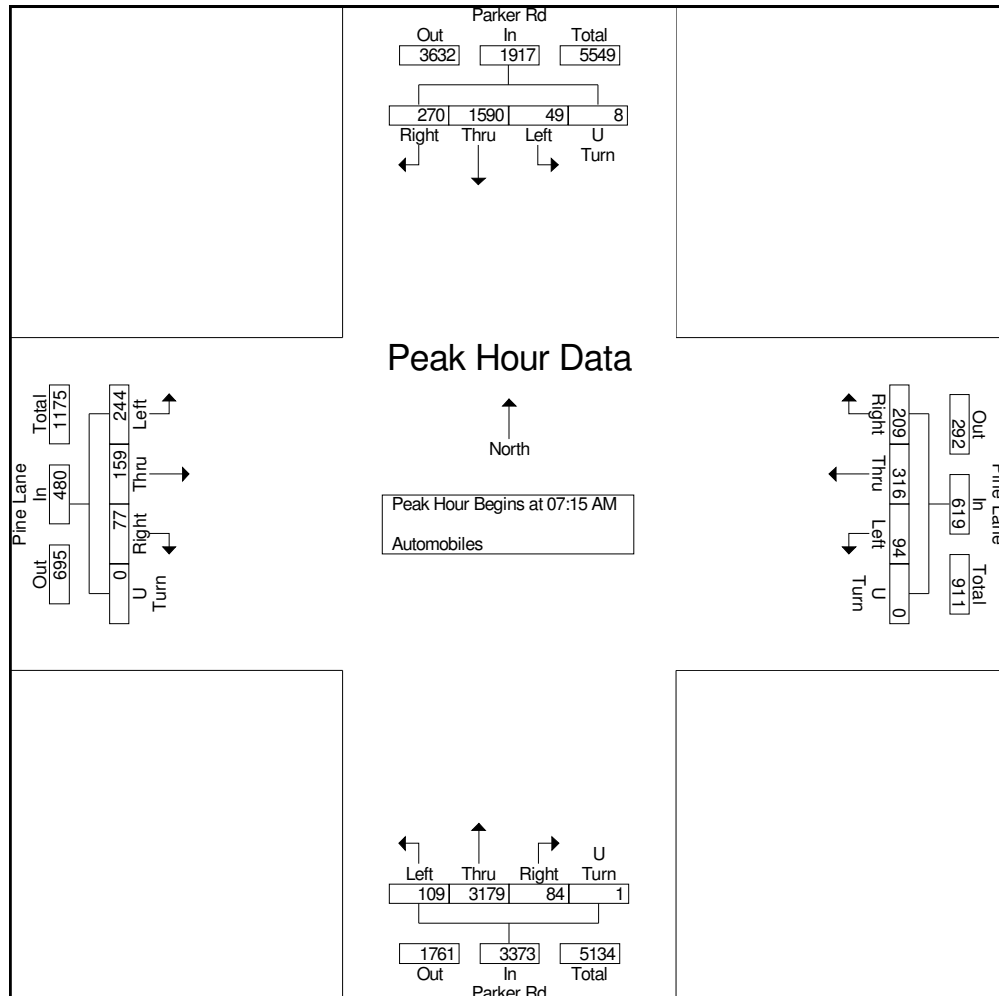 Parker Rd
Out In Total
3632 1917 5549
270 1590 49 8
Right Thru Left U Turn
Peak Hour Data
North
Peak Hour Begins at 07:15 AM
Automobiles
Pine Lane
Total In Out
1175 480 695
244 159 77 0
Left Thru Right U Turn
Pine Lane
Out In Total
292 619 911
209 316 94 0
Right Thru Left U Turn
Left Thru Right U Turn
109 3179 84 1
1761 3373 5134
Out In Total
Parker Rd